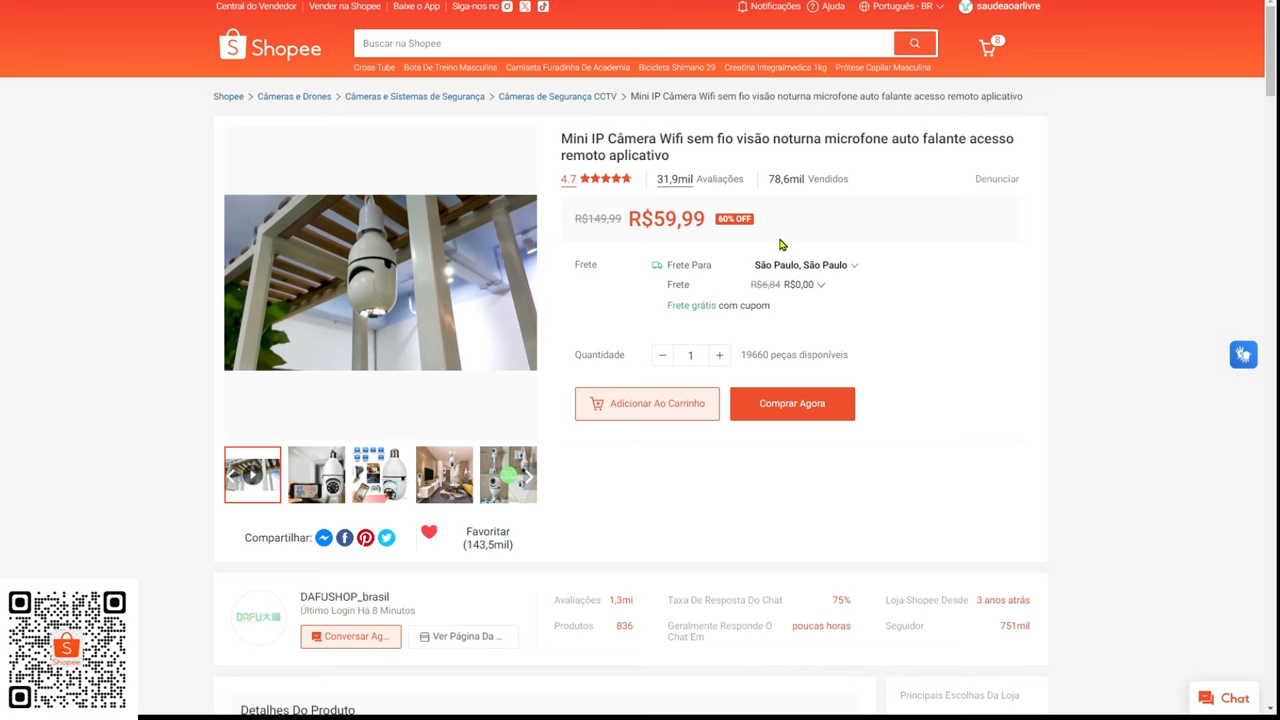 Central do Vendedor Vender na Shopee Baixe o App Siga-nos no Notificações Ajuda Português - BR saudeaoarlivre
Shopee Buscar na Shopee 8
Cross Tube Bota De Treino Masculina Camiseta Furadinha De Academia Bicicleta Shimano 29 Creatina Integralmedica 1kg Prótese Capilar Masculina
Shopee > Câmeras e Drones > Câmeras e Sistemas de Segurança > Câmeras de Segurança CCTV > Mini IP Câmera Wifi sem fio visão noturna microfone auto falante acesso remoto aplicativo
Mini IP Câmera Wifi sem fio visão noturna microfone auto falante acesso
remoto aplicativo
4.7 31,9mil Avaliações 78,6mil Vendidos Denunciar
R$149,99 R$59,99 60% OFF
Frete Frete Para São Paulo, São Paulo
Frete R$6,84 R$0,00
Frete grátis com cupom
Quantidade − 1 + 19660 peças disponíveis
Adicionar Ao Carrinho Comprar Agora
Compartilhar: Favoritar
(143,5mil)
DAFU大福 DAFUSHOP_brasil
Último Login Há 8 Minutos
Conversar Ag... Ver Página Da ...
Avaliações 1,3mi Taxa De Resposta Do Chat 75% Loja Shopee Desde 3 anos atrás
Produtos 836 Geralmente Responde O
Chat Em poucas horas Seguidor 751mil
Shopee
Detalhes Do Produto Principais Escolhas Da Loja
Chat